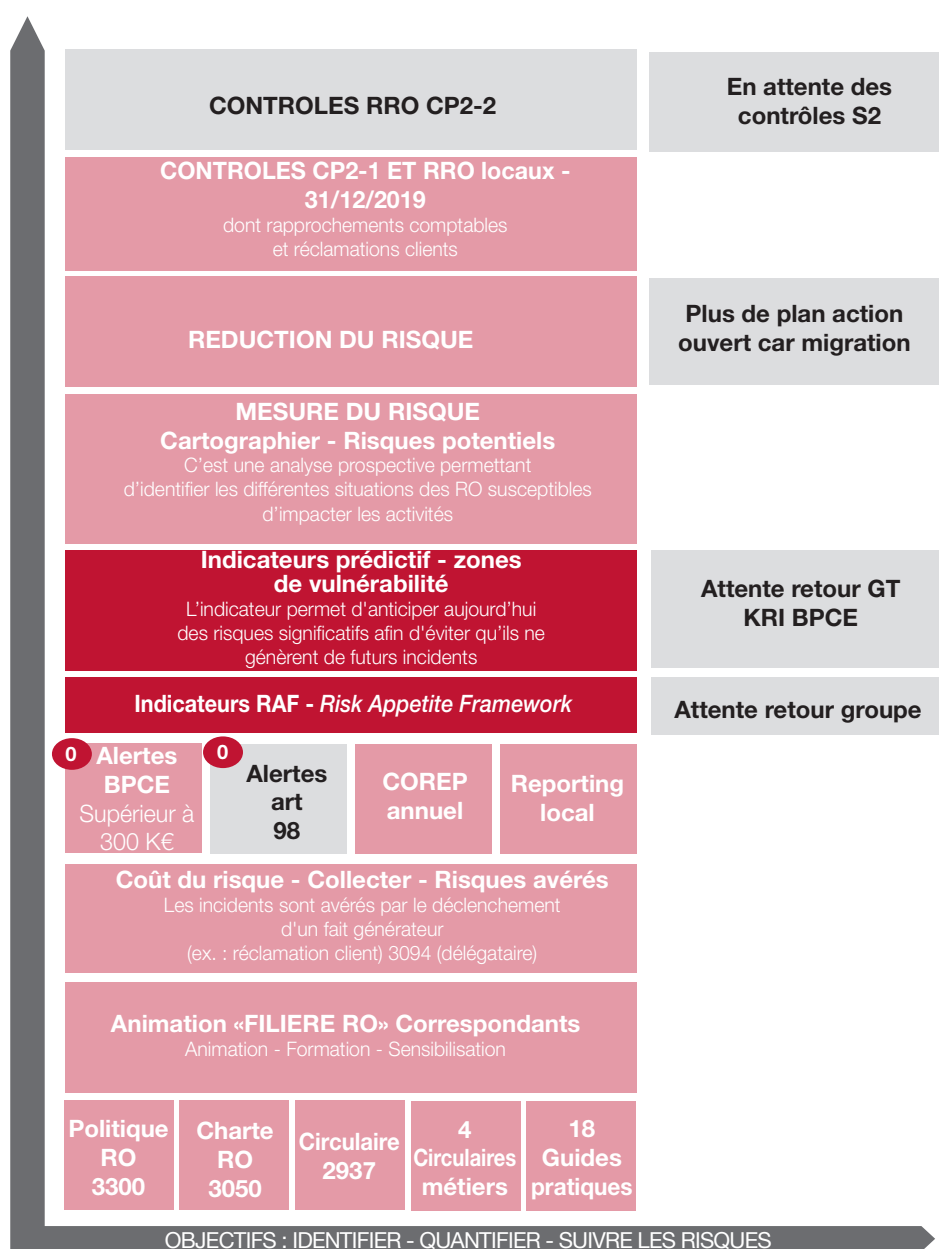 CONTROLES RRO CP2-2
En attente des
contrôles S2
CONTROLES CP2-1 ET RRO locaux -
31/12/2019
dont rapprochements comptables
et réclamations clients
REDUCTION DU RISQUE
Plus de plan action
ouvert car migration
MESURE DU RISQUE
Cartographier - Risques potentiels
C'est une analyse prospective permettant
d'identifier les différentes situations des RO susceptibles
d'impacter les activités
Indicateurs prédictif - zones
de vulnérabilité
L'indicateur permet d'anticiper aujourd'hui
des risques significatifs afin d'éviter qu'ils ne
génèrent de futurs incidents
Attente retour GT
KRI BPCE
Indicateurs RAF - Risk Appetite Framework
Attente retour groupe
0
Alertes
BPCE
Supérieur à
300 K€
0
Alertes
art
98
COREP
annuel
Reporting
local
Coût du risque - Collecter - Risques avérés
Les incidents sont avérés par le déclenchement
d'un fait générateur
(ex. : réclamation client) 3094 (délégataire)
Animation «FILIERE RO» Correspondants
Animation - Formation - Sensibilisation
Politique
RO
3300
Charte
RO
3050
Circulaire
2937
4
Circulaires
métiers
18
Guides
pratiques
OBJECTIFS : IDENTIFIER - QUANTIFIER - SUIVRE LES RISQUES